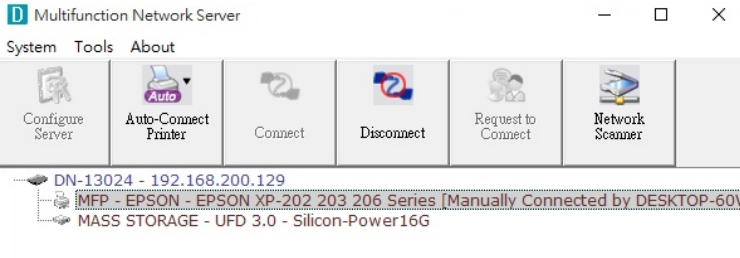 D Multifunction Network Server
System Tools About
Configure Server
Auto
Auto-Connect Printer
Connect
Disconnect
Request to Connect
Network Scanner
DN-13024 - 192.168.200.129
MFP - EPSON - EPSON XP-202 203 206 Series [Manually Connected by
MASS STORAGE - UFD 3.0 - Silicon-Power16G